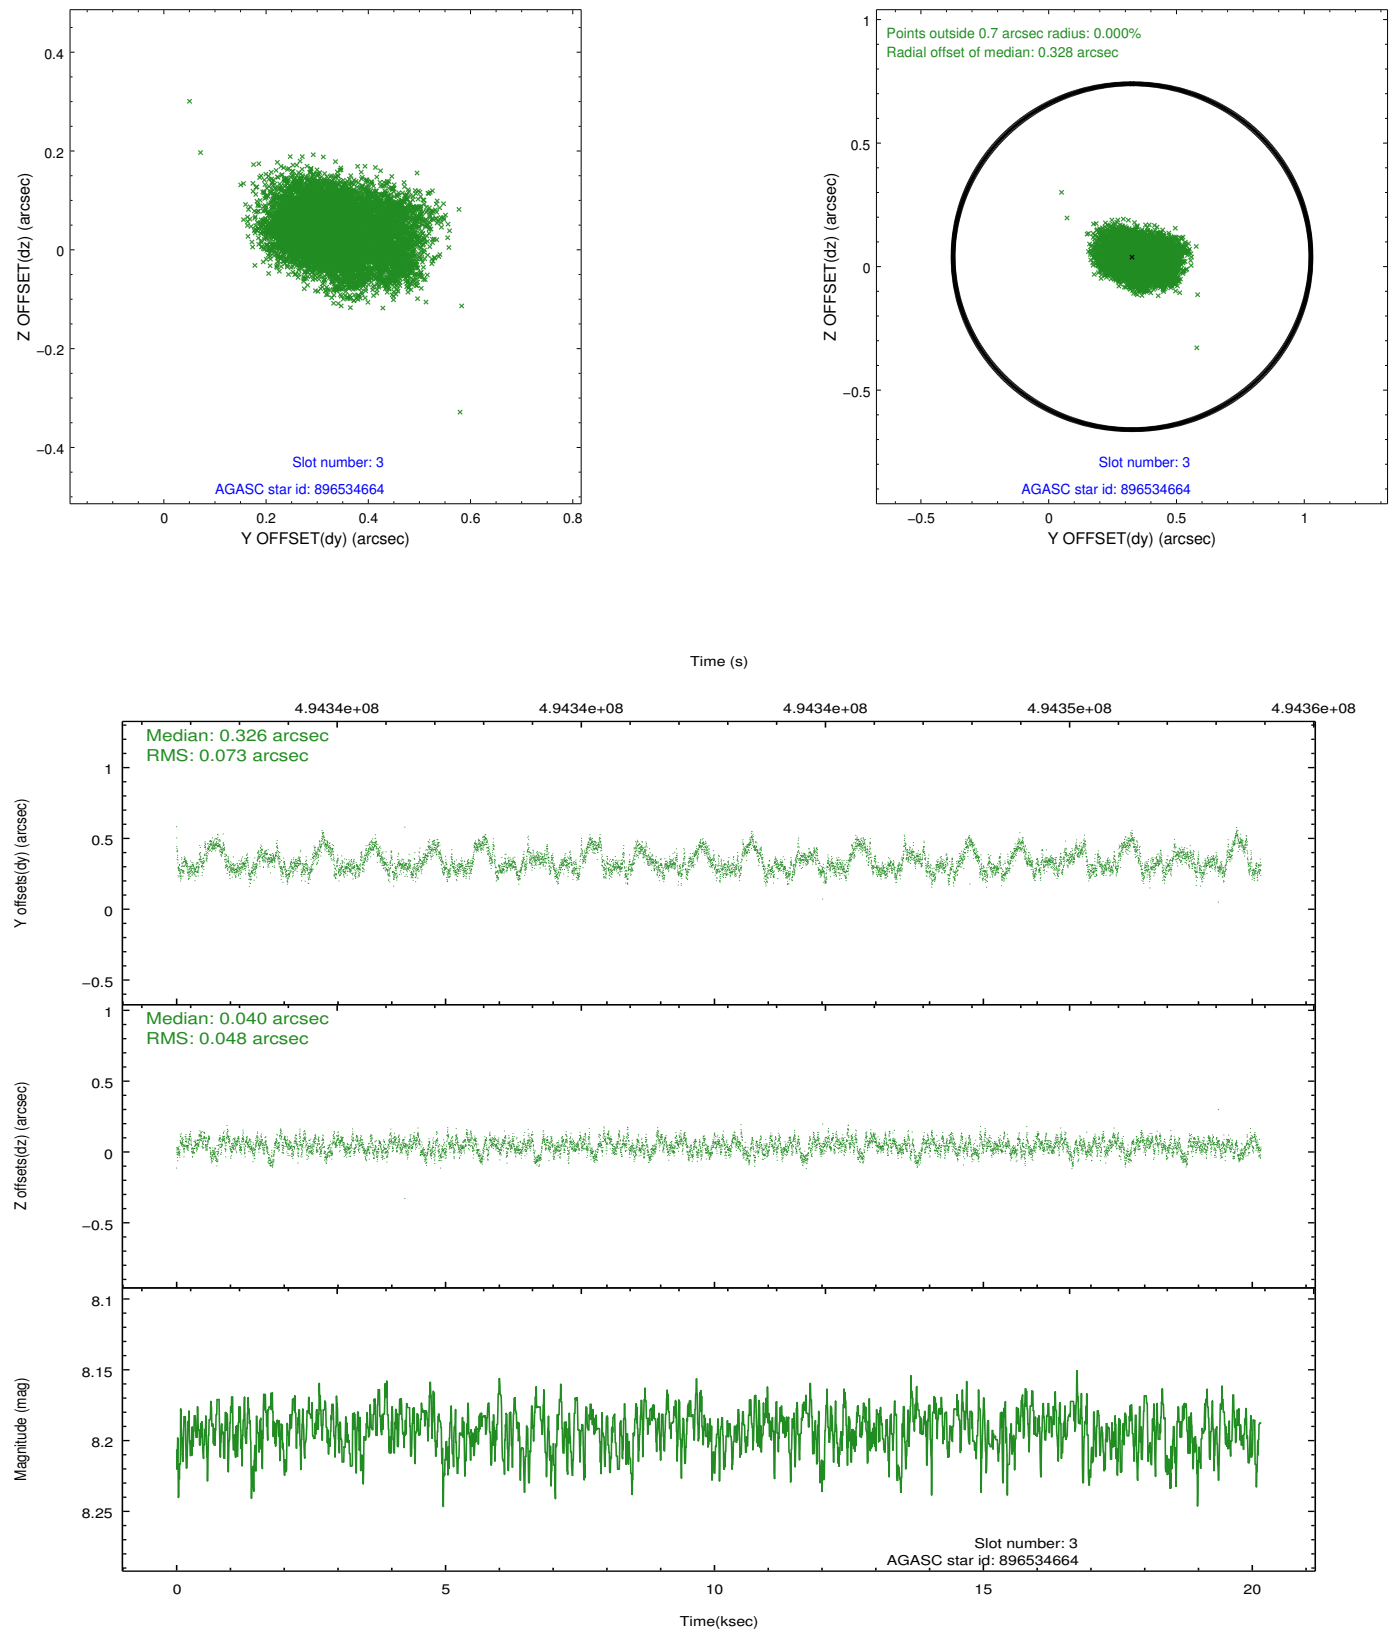 0.4
0.2
0
−0.2
−0.4
Z OFFSET(dz) (arcsec)
Slot number: 3
AGASC star id: 896534664
0 0.2 0.4 0.6 0.8
Y OFFSET(dy) (arcsec)
Points outside 0.7 arcsec radius: 0.000%
Radial offset of median: 0.328 arcsec
1
0.5
0
−0.5
Z OFFSET(dz) (arcsec)
Slot number: 3
AGASC star id: 896534664
−0.5 0 0.5 1
Y OFFSET(dy) (arcsec)
Time (s)
4.9434e+08 4.9434e+08 4.9434e+08 4.9435e+08 4.9436e+08
Median: 0.326 arcsec
RMS: 0.073 arcsec
1
0.5
0
−0.5
Y offsets(dy) (arcsec)
Median: 0.040 arcsec
RMS: 0.048 arcsec
1
0.5
0
−0.5
Z offsets(dz) (arcsec)
8.1
8.15
8.2
8.25
Magnitude (mag)
Slot number: 3
AGASC star id: 896534664
0 5 10 15 20
Time(ksec)